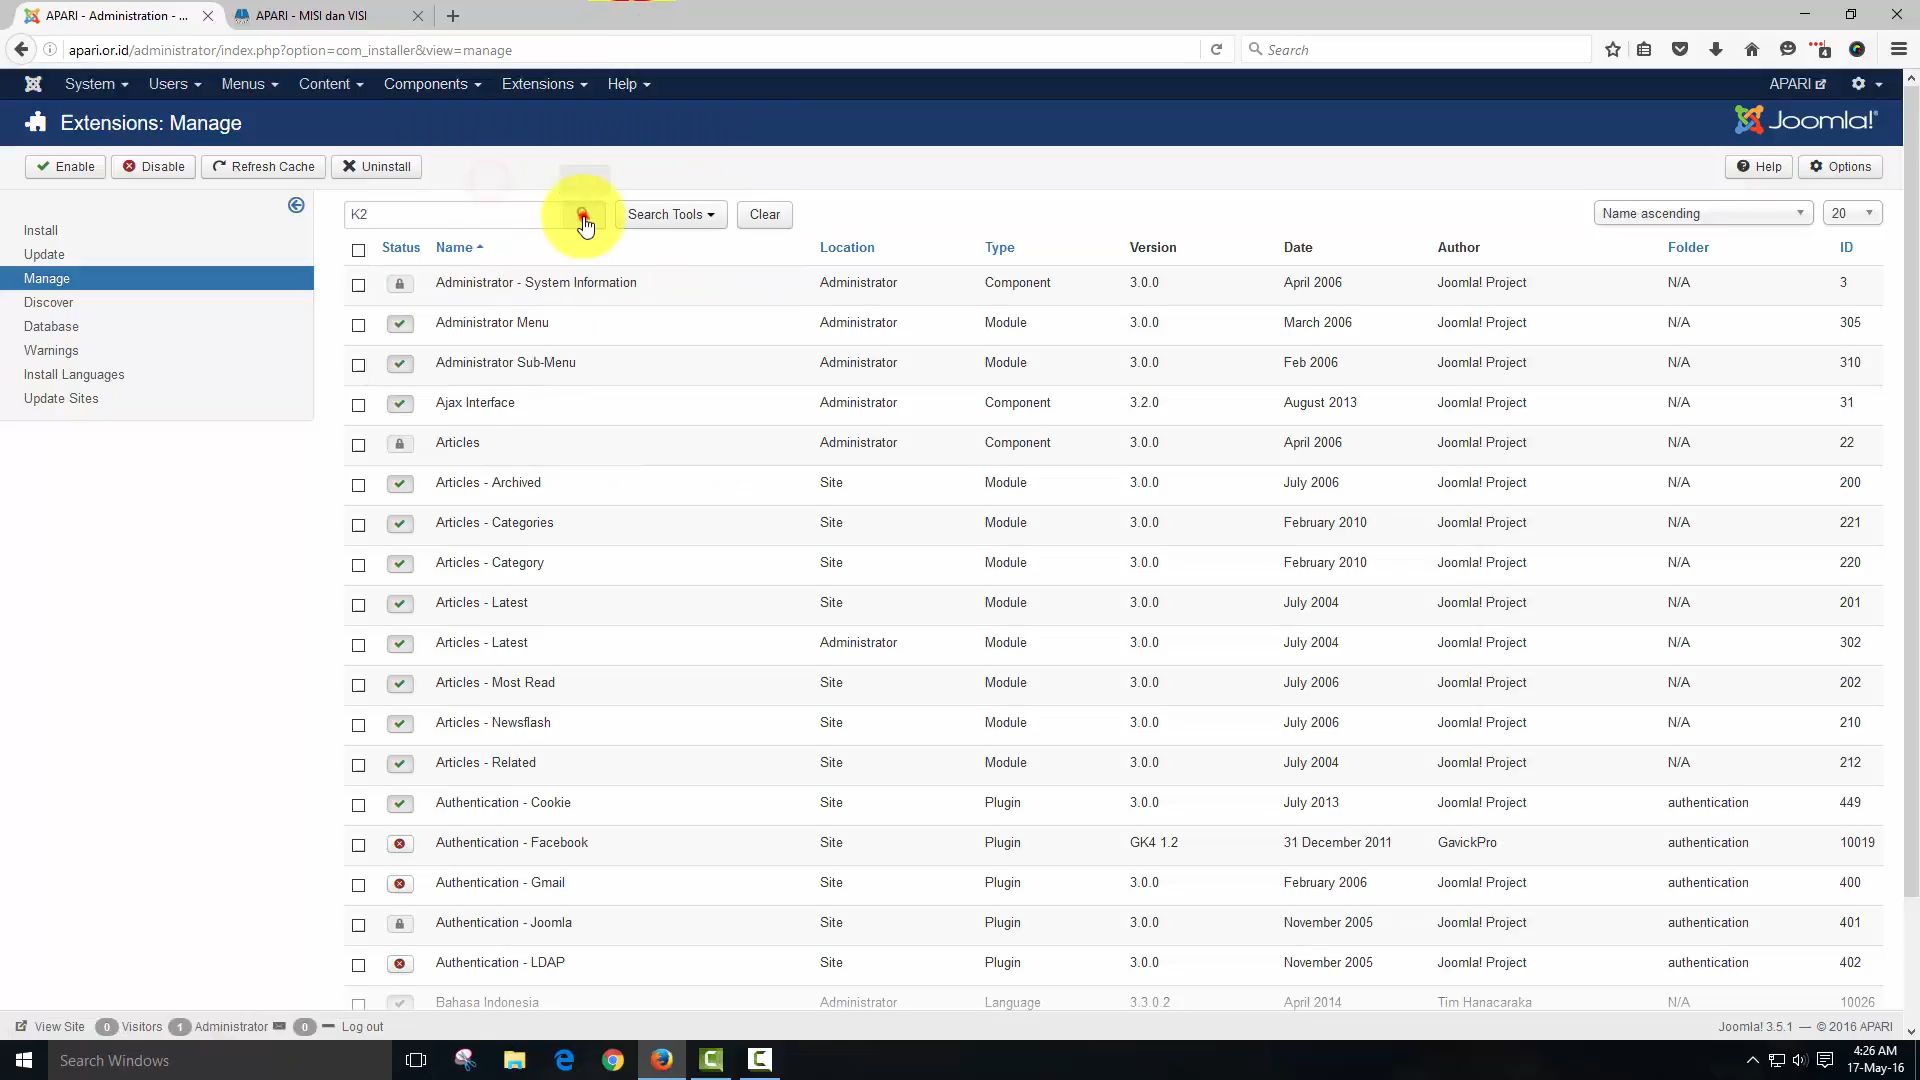 APARI - Administration - ...
APARI - MISI dan VISI
apari.or.id/administrator/index.php?option=com_installer&view=manage
Search
System Users Menus Content Components Extensions Help APARI
Extensions: Manage
Joomla!
Enable Disable Refresh Cache Uninstall Help Options
Install
Update
Manage
Discover
Database
Warnings
Install Languages
Update Sites
K2 Search Tools Clear Name ascending 20
Status Name Location Type Version Date Author Folder ID
Administrator - System Information Administrator Component 3.0.0 April 2006 Joomla! Project N/A 3
Administrator Menu Administrator Module 3.0.0 March 2006 Joomla! Project N/A 305
Administrator Sub-Menu Administrator Module 3.0.0 Feb 2006 Joomla! Project N/A 310
Ajax Interface Administrator Component 3.2.0 August 2013 Joomla! Project N/A 31
Articles Administrator Component 3.0.0 April 2006 Joomla! Project N/A 22
Articles - Archived Site Module 3.0.0 July 2006 Joomla! Project N/A 200
Articles - Categories Site Module 3.0.0 February 2010 Joomla! Project N/A 221
Articles - Category Site Module 3.0.0 February 2010 Joomla! Project N/A 220
Articles - Latest Site Module 3.0.0 July 2004 Joomla! Project N/A 201
Articles - Latest Administrator Module 3.0.0 July 2004 Joomla! Project N/A 302
Articles - Most Read Site Module 3.0.0 July 2006 Joomla! Project N/A 202
Articles - Newsflash Site Module 3.0.0 July 2006 Joomla! Project N/A 210
Articles - Related Site Module 3.0.0 July 2004 Joomla! Project N/A 212
Authentication - Cookie Site Plugin 3.0.0 July 2013 Joomla! Project authentication 449
Authentication - Facebook Site Plugin GK4 1.2 31 December 2011 GavickPro authentication 10019
Authentication - Gmail Site Plugin 3.0.0 February 2006 Joomla! Project authentication 400
Authentication - Joomla Site Plugin 3.0.0 November 2005 Joomla! Project authentication 401
Authentication - LDAP Site Plugin 3.0.0 November 2005 Joomla! Project authentication 402
Bahasa Indonesia Administrator Language 3.3.0.2 April 2014 Tim Hanacaraka N/A 10026
View Site 0 Visitors 1 Administrator 0 Log out Joomla! 3.5.1 — © 2016 APARI
Search Windows
4:26 AM
17-May-16